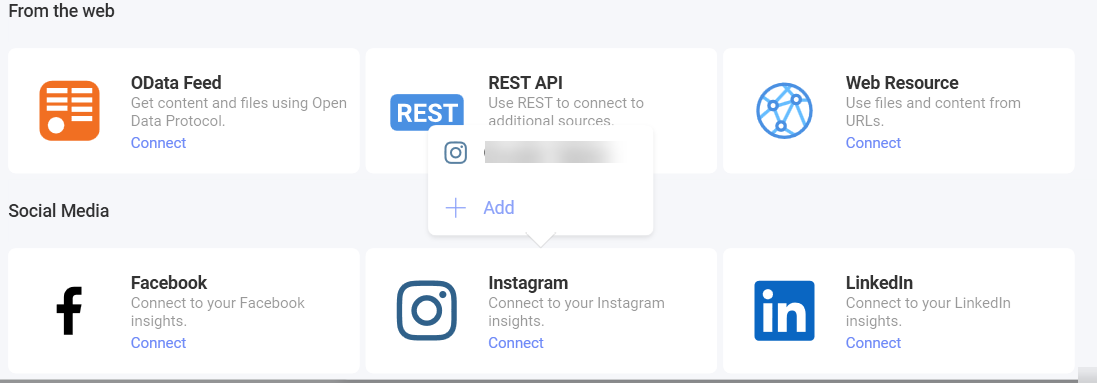 From the web
OData Feed
Get content and files using Open
Data Protocol.
Connect
REST
REST API
Use REST to connect to
additional sources.
Web Resource
Use files and content from
URLs.
Connect
Add
Social Media
Facebook
Connect to your Facebook
insights.
Connect
Instagram
Connect to your Instagram
insights.
Connect
in
LinkedIn
Connect to your LinkedIn
insights.
Connect